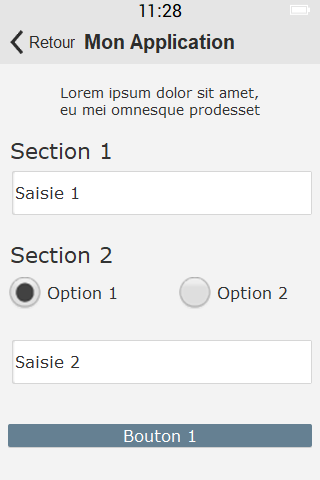 11:28
Retour Mon Application
Lorem ipsum dolor sit amet,
eu mei omnesque prodesset
Section 1
Saisie 1
Section 2
Option 1 Option 2
Saisie 2
Bouton 1